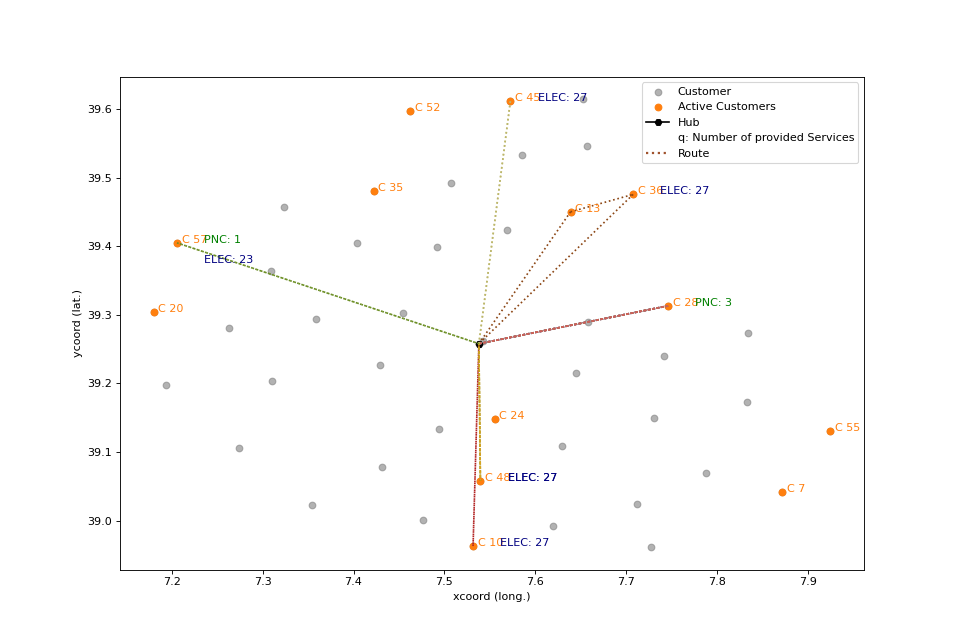 Customer
Active Customers
Hub
q: Number of provided Services
Route
C 52
C 45 ELEC: 27
C 35
C 36 ELEC: 27
C 13
C 57 PNC: 1
ELEC: 23
C 20
C 28 PNC: 3
C 24
C 55
C 48 ELEC: 27
C 7
C 10 ELEC: 27
39.6
39.5
39.4
39.3
39.2
39.1
39.0
ycoord (lat.)
7.2 7.3 7.4 7.5 7.6 7.7 7.8 7.9
xcoord (long.)